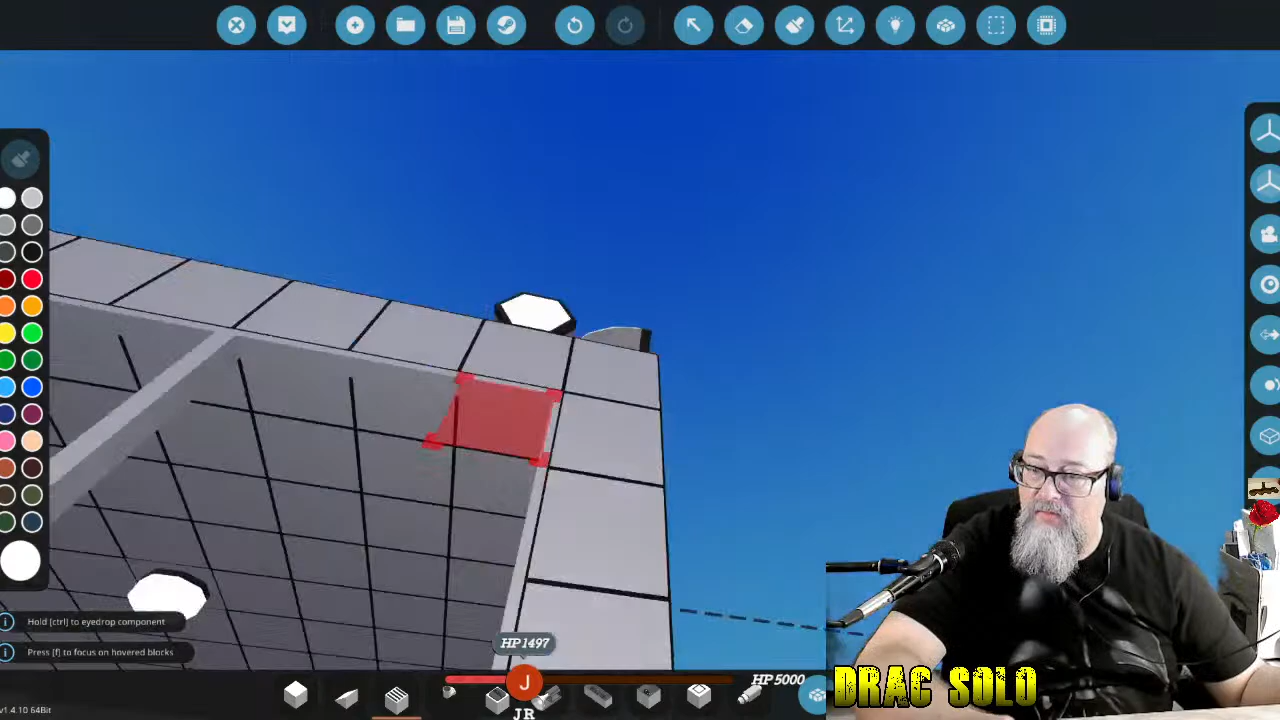 Hold [ctrl] to eyedrop component
Press [f] to focus on hovered blocks
HP 1497
J
JR
HP 5000
v1.4.10 64Bit
DRAC SOLO